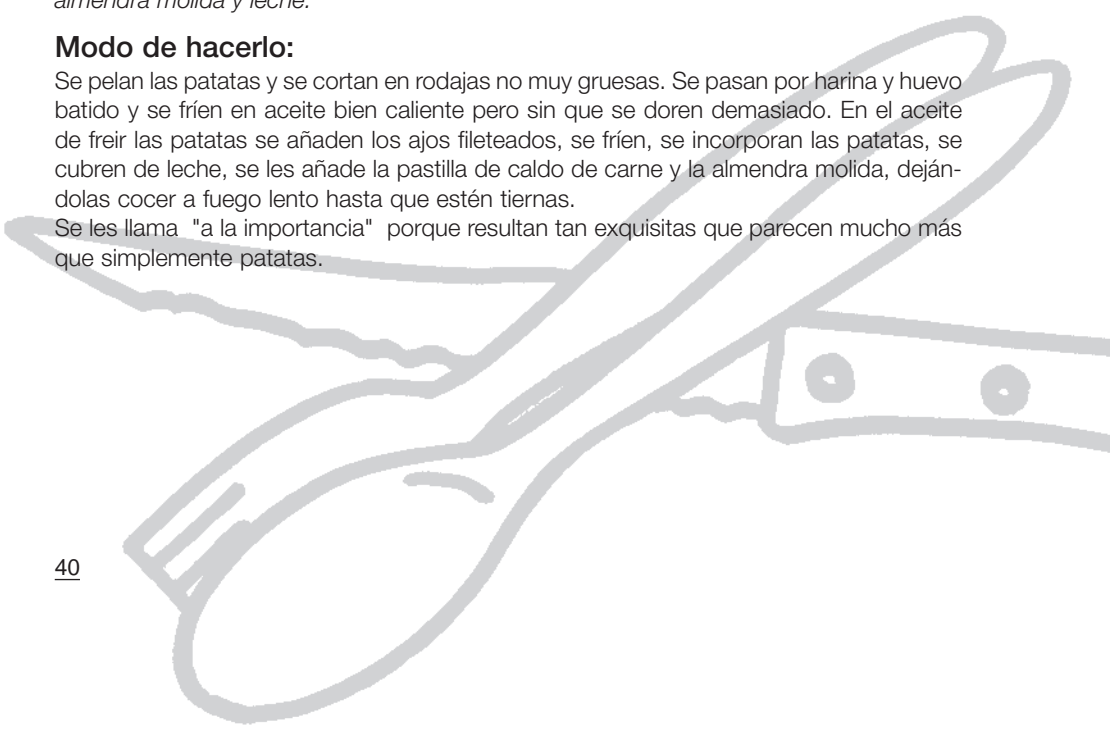 almendra molida y leche.
Modo de hacerlo:
Se pelan las patatas y se cortan en rodajas no muy gruesas. Se pasan por harina y huevo
batido y se fríen en aceite bien caliente pero sin que se doren demasiado. En el aceite
de freir las patatas se añaden los ajos fileteados, se fríen, se incorporan las patatas, se
cubren de leche, se les añade la pastilla de caldo de carne y la almendra molida, deján-
dolas cocer a fuego lento hasta que estén tiernas.
Se les llama "a la importancia" porque resultan tan exquisitas que parecen mucho más
que simplemente patatas.
40